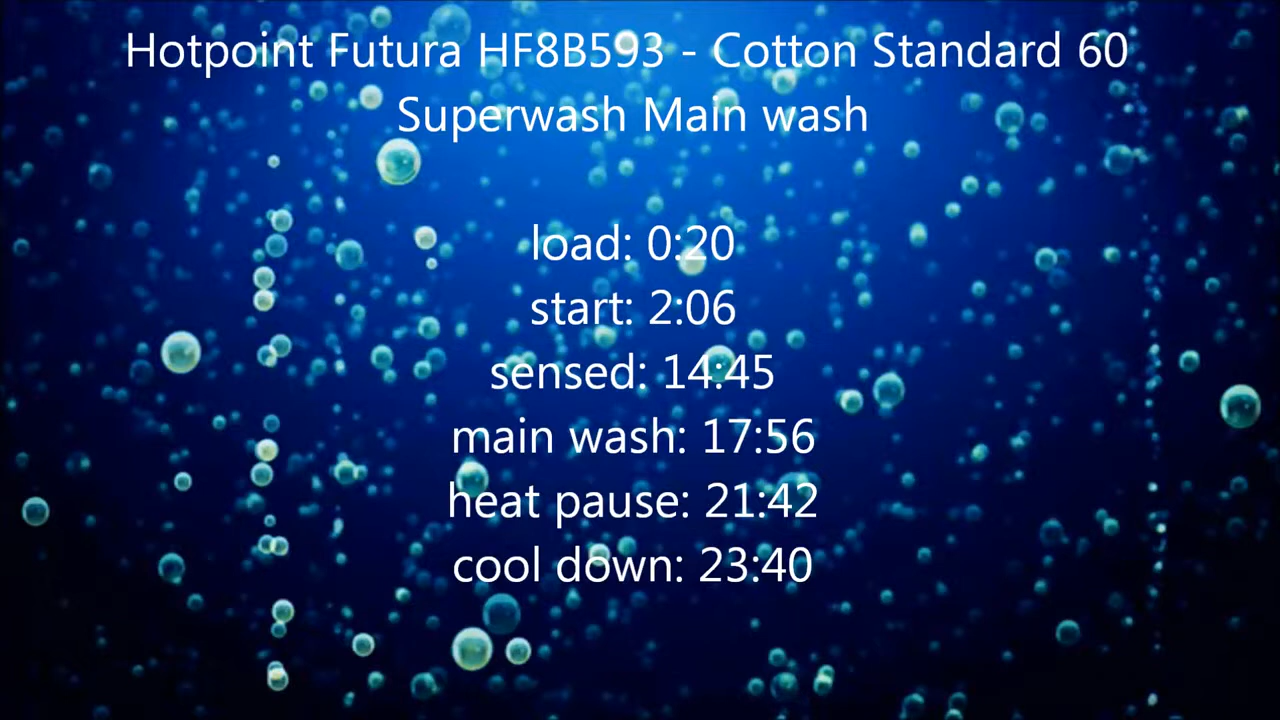 Hotpoint Futura HF8B593 - Cotton Standard 60
Superwash Main wash
load: 0:20
start: 2:06
sensed: 14:45
main wash: 17:56
heat pause: 21:42
cool down: 23:40